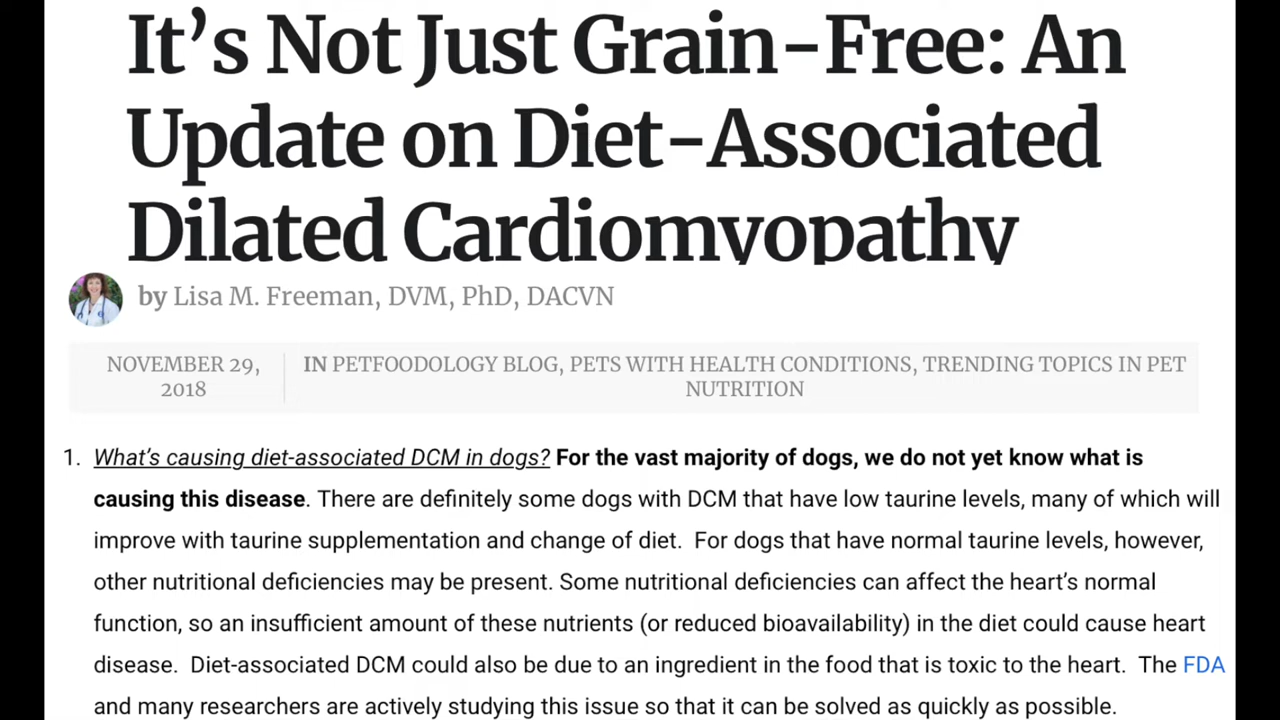 It’s Not Just Grain-Free: An
Update on Diet-Associated
Dilated Cardiomyopathy
by Lisa M. Freeman, DVM, PhD, DACVN
NOVEMBER 29,
2018
IN PETFOODOLOGY BLOG, PETS WITH HEALTH CONDITIONS, TRENDING TOPICS IN PET
NUTRITION
1. What’s causing diet-associated DCM in dogs? For the vast majority of dogs, we do not yet know what is
causing this disease. There are definitely some dogs with DCM that have low taurine levels, many of which will
improve with taurine supplementation and change of diet.  For dogs that have normal taurine levels, however,
other nutritional deficiencies may be present. Some nutritional deficiencies can affect the heart’s normal
function, so an insufficient amount of these nutrients (or reduced bioavailability) in the diet could cause heart
disease.  Diet-associated DCM could also be due to an ingredient in the food that is toxic to the heart.  The FDA
and many researchers are actively studying this issue so that it can be solved as quickly as possible.